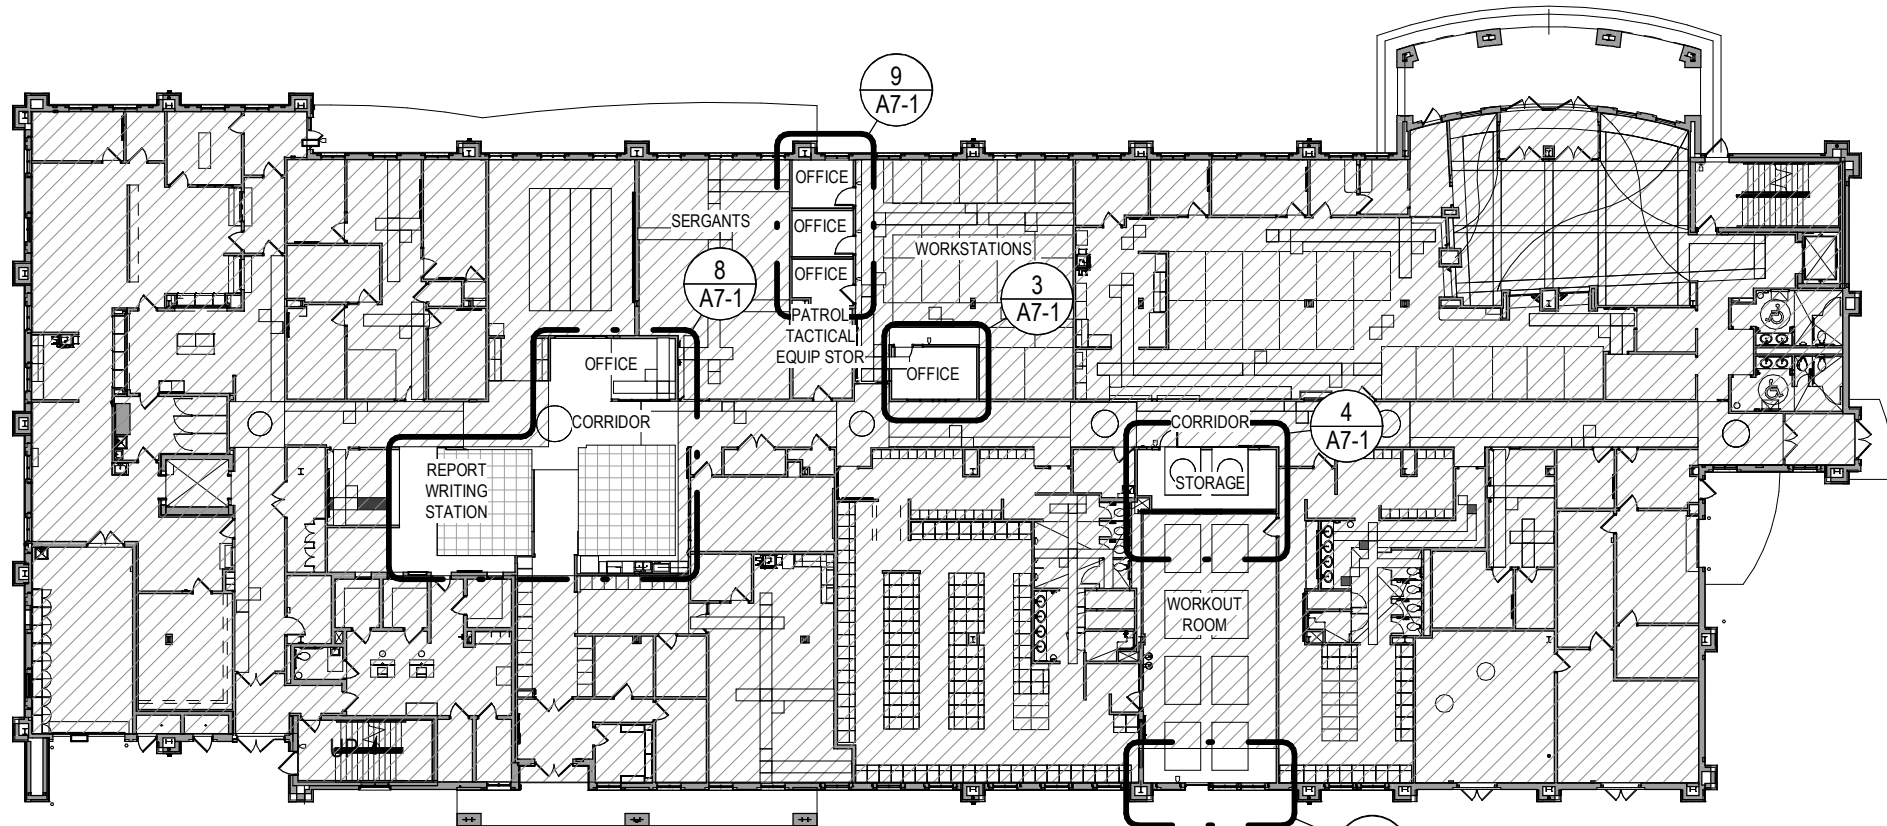 9
A7-1
OFFICE
SERGANTS
OFFICE
WORKSTATIONS
8
A7-1
OFFICE
3
A7-1
PATROL
TACTICAL
EQUIP STOR
OFFICE
OFFICE
CORRIDOR
CORRIDOR
4
A7-1
REPORT
WRITING
STATION
STORAGE
WORKOUT
ROOM
UP